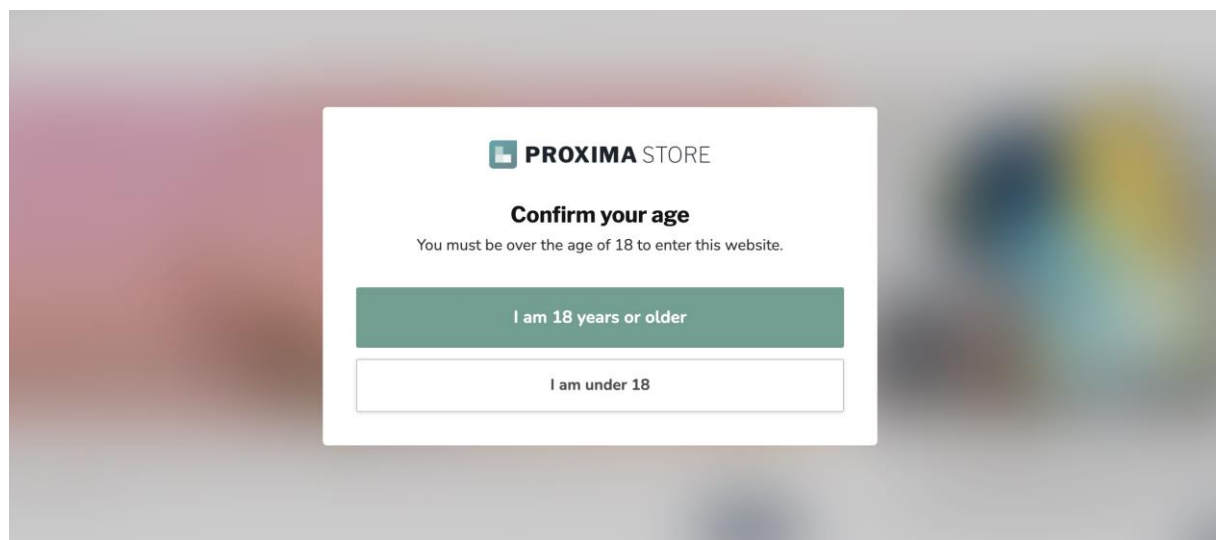 PROXIMA STORE
Confirm your age
You must be over the age of 18 to enter this website.
I am 18 years or older
I am under 18